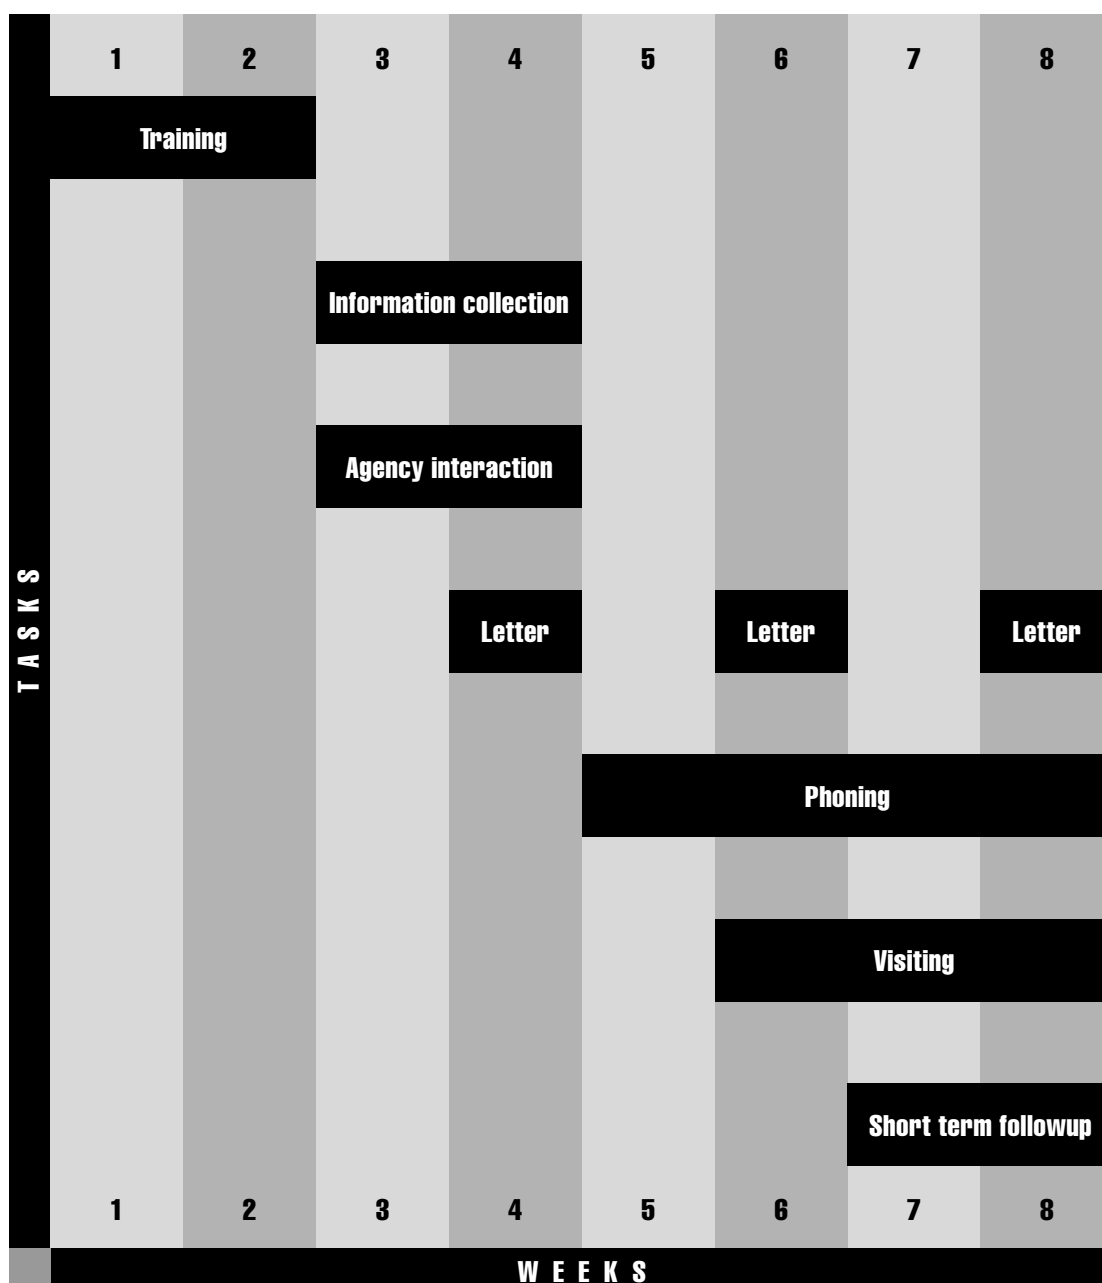 1 2 3 4 5 6 7 8
Training
Information collection
Agency interaction
TASKS
Letter Letter Letter
Phoning
Visiting
Short term followup
1 2 3 4 5 6 7 8
WEEKS